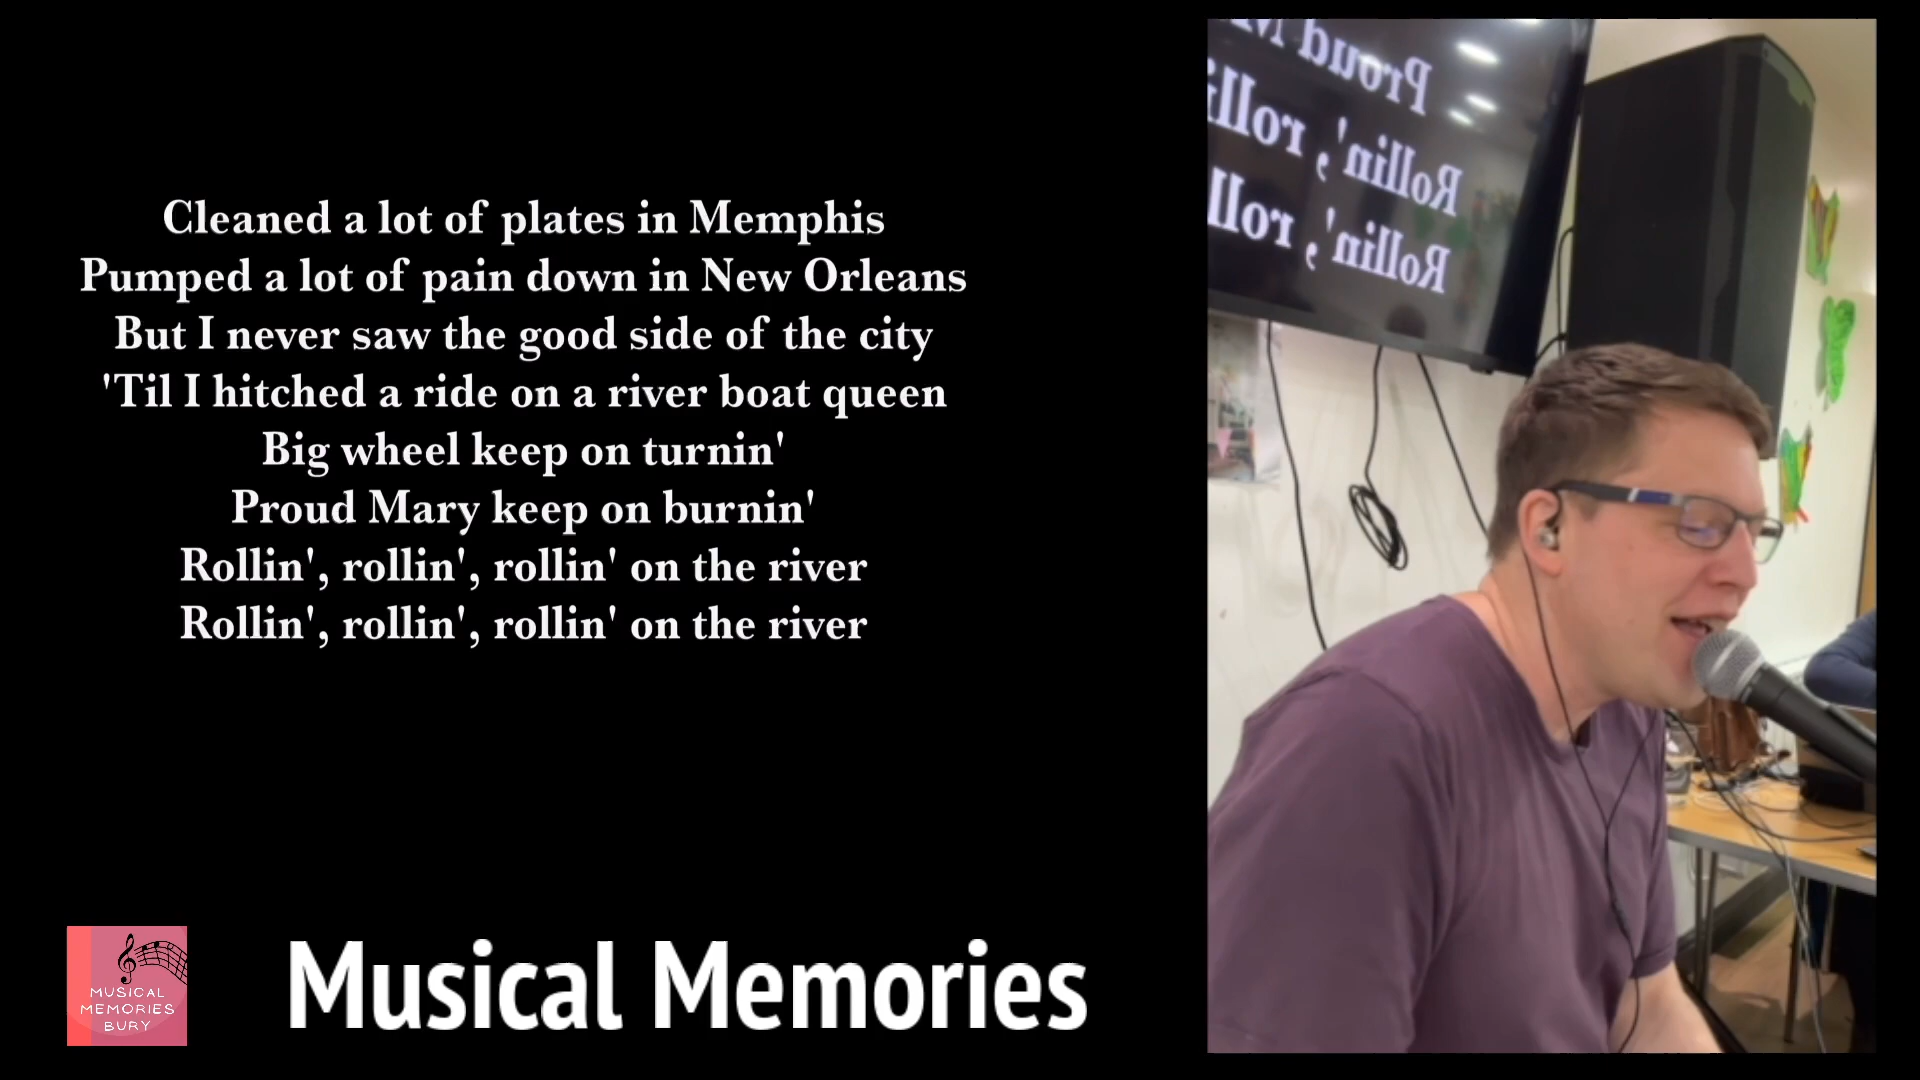 Cleaned a lot of plates in Memphis
Pumped a lot of pain down in New Orleans
But I never saw the good side of the city
'Til I hitched a ride on a river boat queen
Big wheel keep on turnin'
Proud Mary keep on burnin'
Rollin', rollin', rollin' on the river
Rollin', rollin', rollin' on the river
MUSICAL
MEMORIES
BURY
Musical Memories
Proud
Rollin',
Rollin',